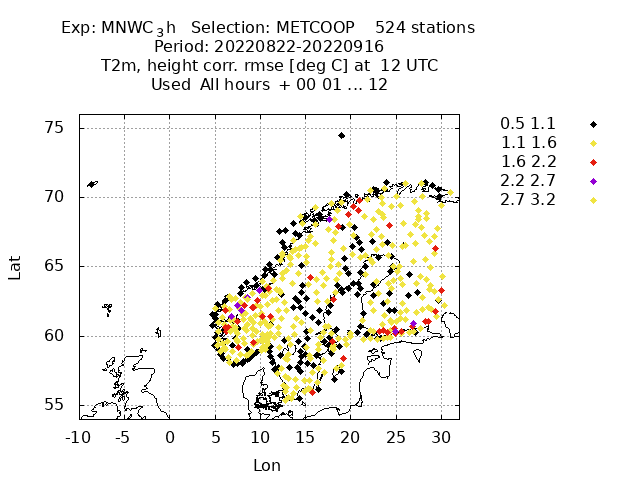 Exp: MNWC₃h Selection: METCOOP 524 stations
Period: 20220822-20220916
T2m, height corr. rmse [deg C] at 12 UTC
Used All hours + 00 01 ... 12
0.5 1.1
1.1 1.6
1.6 2.2
2.2 2.7
2.7 3.2
75
70
65
60
55
Lat
-10 -5 0 5 10 15 20 25 30
Lon